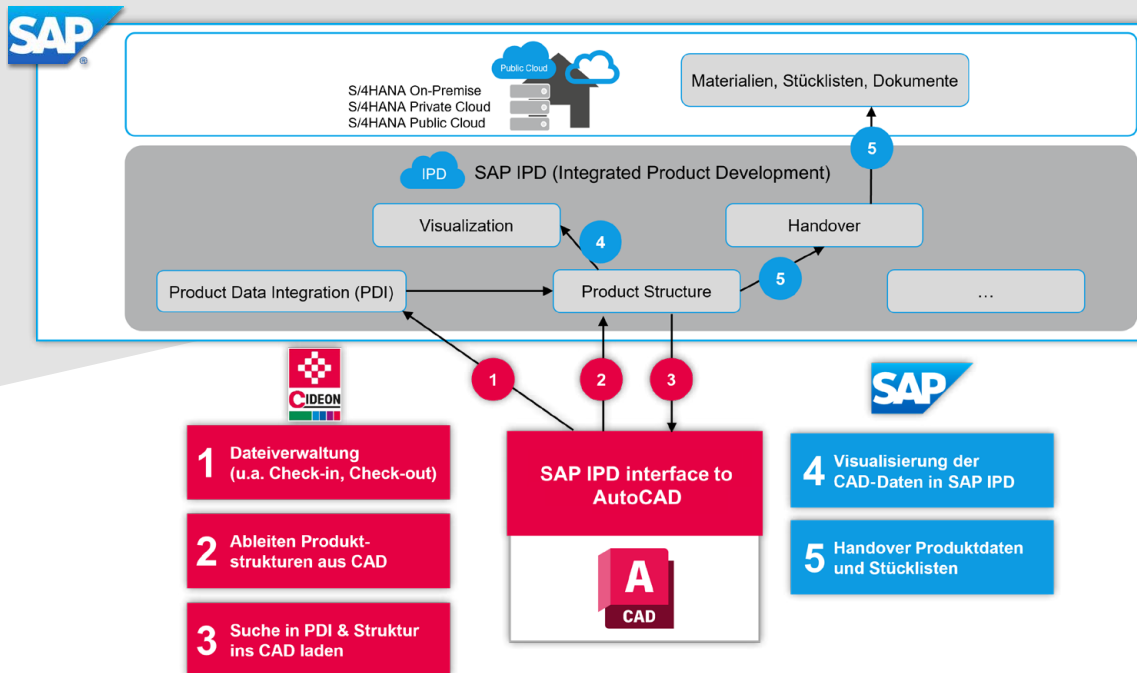 SAP
®
Public Cloud
S/4HANA On-Premise
S/4HANA Private Cloud
S/4HANA Public Cloud
Materialien, Stücklisten, Dokumente
5
IPD
SAP IPD (Integrated Product Development)
Visualization
4
Handover
5
Product Data Integration (PDI)
Product Structure
...
1
2
3
CIDEON
SAP
1
Dateiverwaltung
(u.a. Check-in, Check-out)
2
Ableiten Produkt-
strukturen aus CAD
3
Suche in PDI & Struktur
ins CAD laden
SAP IPD interface to
AutoCAD
A
CAD
4
Visualisierung der
CAD-Daten in SAP IPD
5
Handover Produktdaten
und Stücklisten